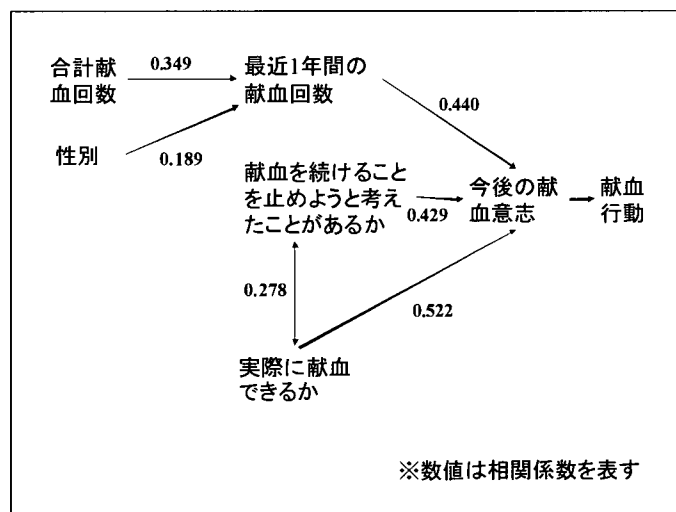 合計献
血回数
0.349
最近1年間の
献血回数
0.440
性別
0.189
献血を続けること
を止めようと考え
たことがあるか
0.429
今後の献
血意志
献血
行動
0.278
0.522
実際に献血
できるか
※数値は相関係数を表す